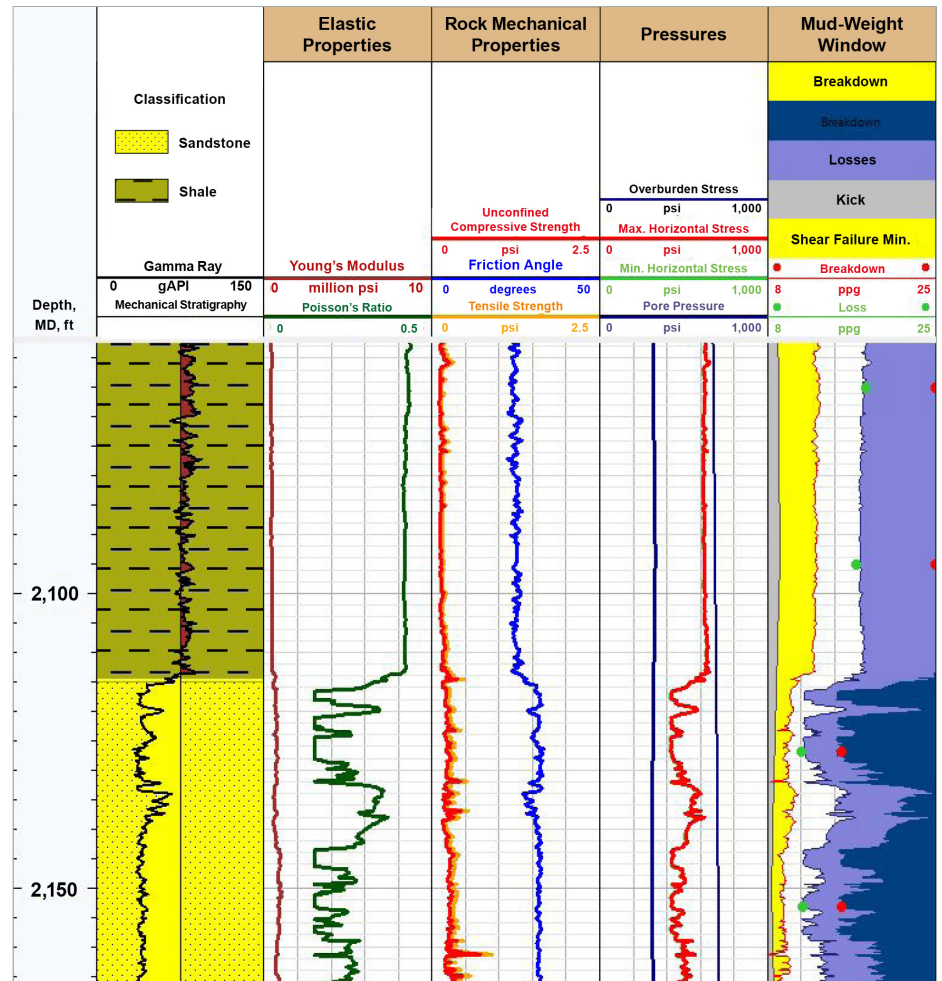 Elastic
Properties
Rock Mechanical
Properties
Pressures
Mud-Weight
Window
Classification
Sandstone
Shale
Gamma Ray
0 gAPI 150
Mechanical Stratigraphy
Depth,
MD, ft
Young's Modulus
0 million psi 10
Poisson's Ratio
0 0.5
Unconfined
Compressive Strength
0 psi 2.5
Friction Angle
0 degrees 50
Tensile Strength
0 psi 2.5
Overburden Stress
0 psi 1,000
Max. Horizontal Stress
0 psi 1,000
Min. Horizontal Stress
0 psi 1,000
Pore Pressure
0 psi 1,000
Breakdown
Breakdown
Losses
Kick
Shear Failure Min.
Breakdown
8 ppg 25
Loss
8 ppg 25
2,100
2,150